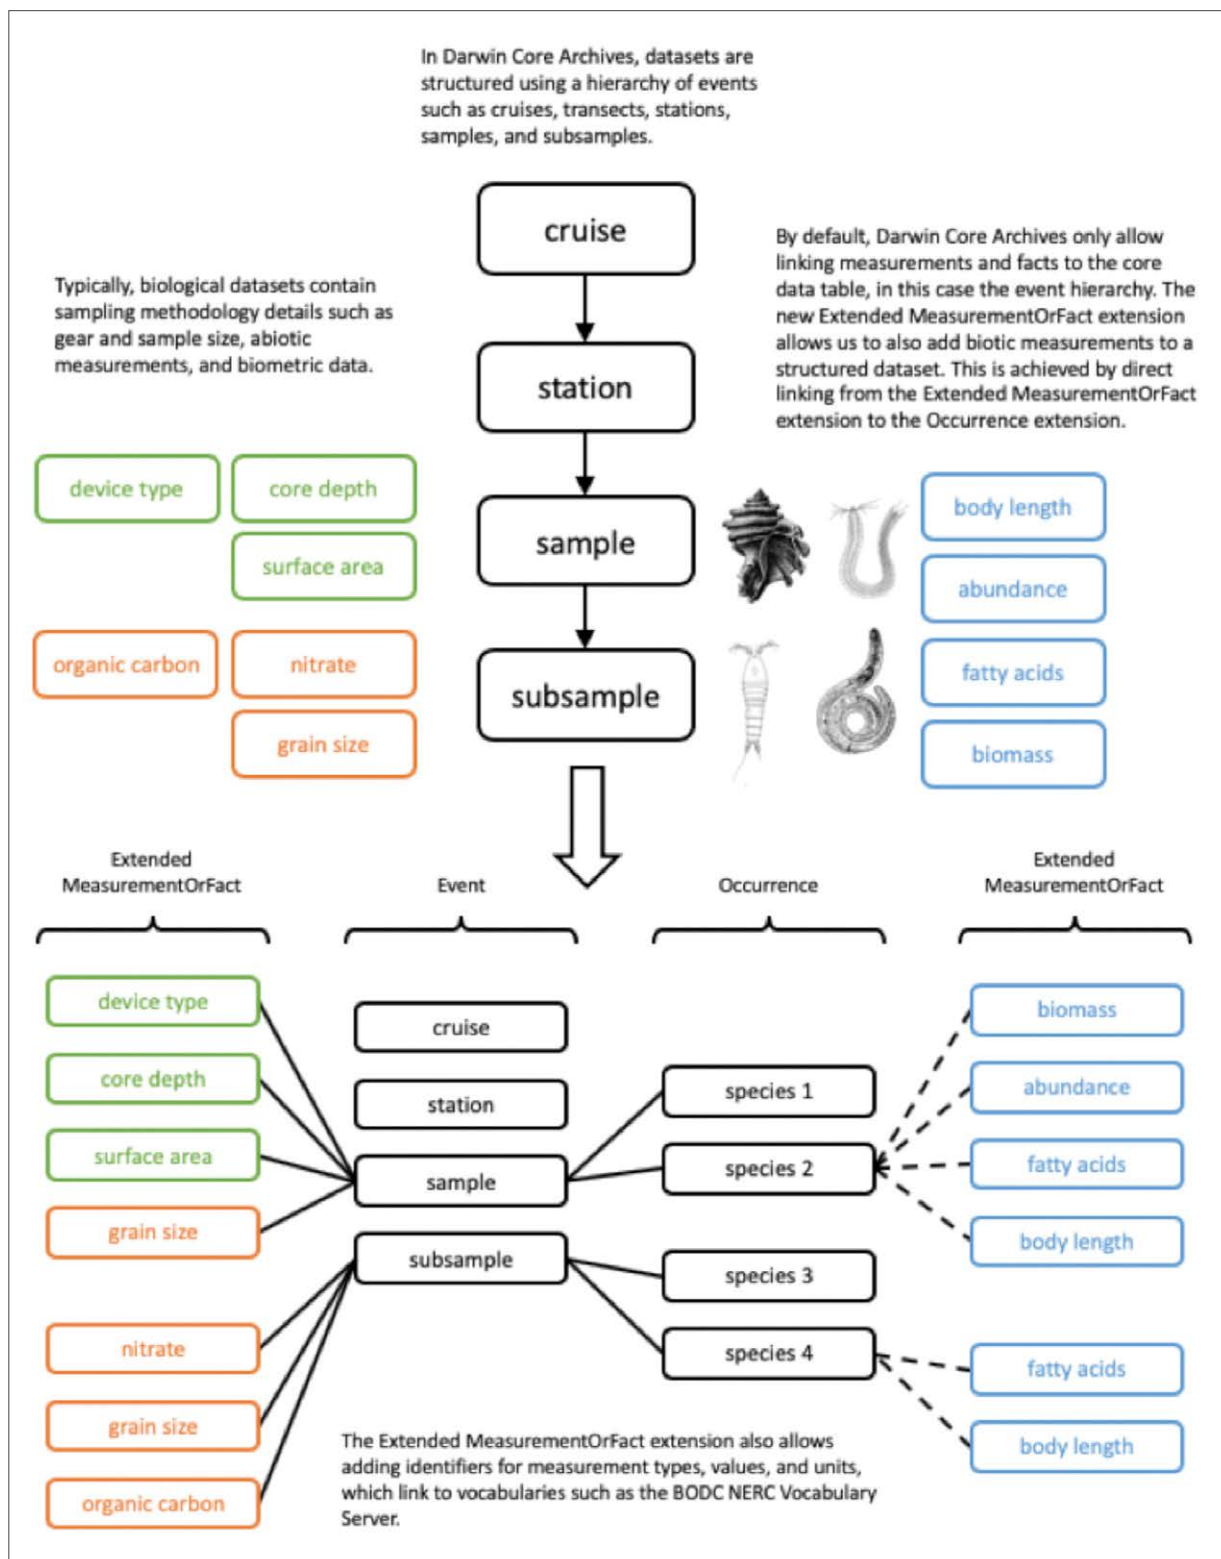 In Darwin Core Archives, datasets are
structured using a hierarchy of events
such as cruises, transects, stations,
samples, and subsamples.
cruise
By default, Darwin Core Archives only allow
linking measurements and facts to the core
data table, in this case the event hierarchy. The
new Extended MeasurementOrFact extension
allows us to also add biotic measurements to a
structured dataset. This is achieved by direct
linking from the Extended MeasurementOrFact
extension to the Occurrence extension.
Typically, biological datasets contain
sampling methodology details such as
gear and sample size, abiotic
measurements, and biometric data.
station
device type
core depth
surface area
sample
body length
abundance
organic carbon
nitrate
grain size
subsample
fatty acids
biomass
Extended
MeasurementOrFact
Event
Occurrence
Extended
MeasurementOrFact
device type
core depth
surface area
grain size
nitrate
grain size
organic carbon
cruise
station
sample
subsample
species 1
species 2
species 3
species 4
biomass
abundance
fatty acids
body length
fatty acids
body length
The Extended MeasurementOrFact extension also allows
adding identifiers for measurement types, values, and units,
which link to vocabularies such as the BODC NERC Vocabulary
Server.